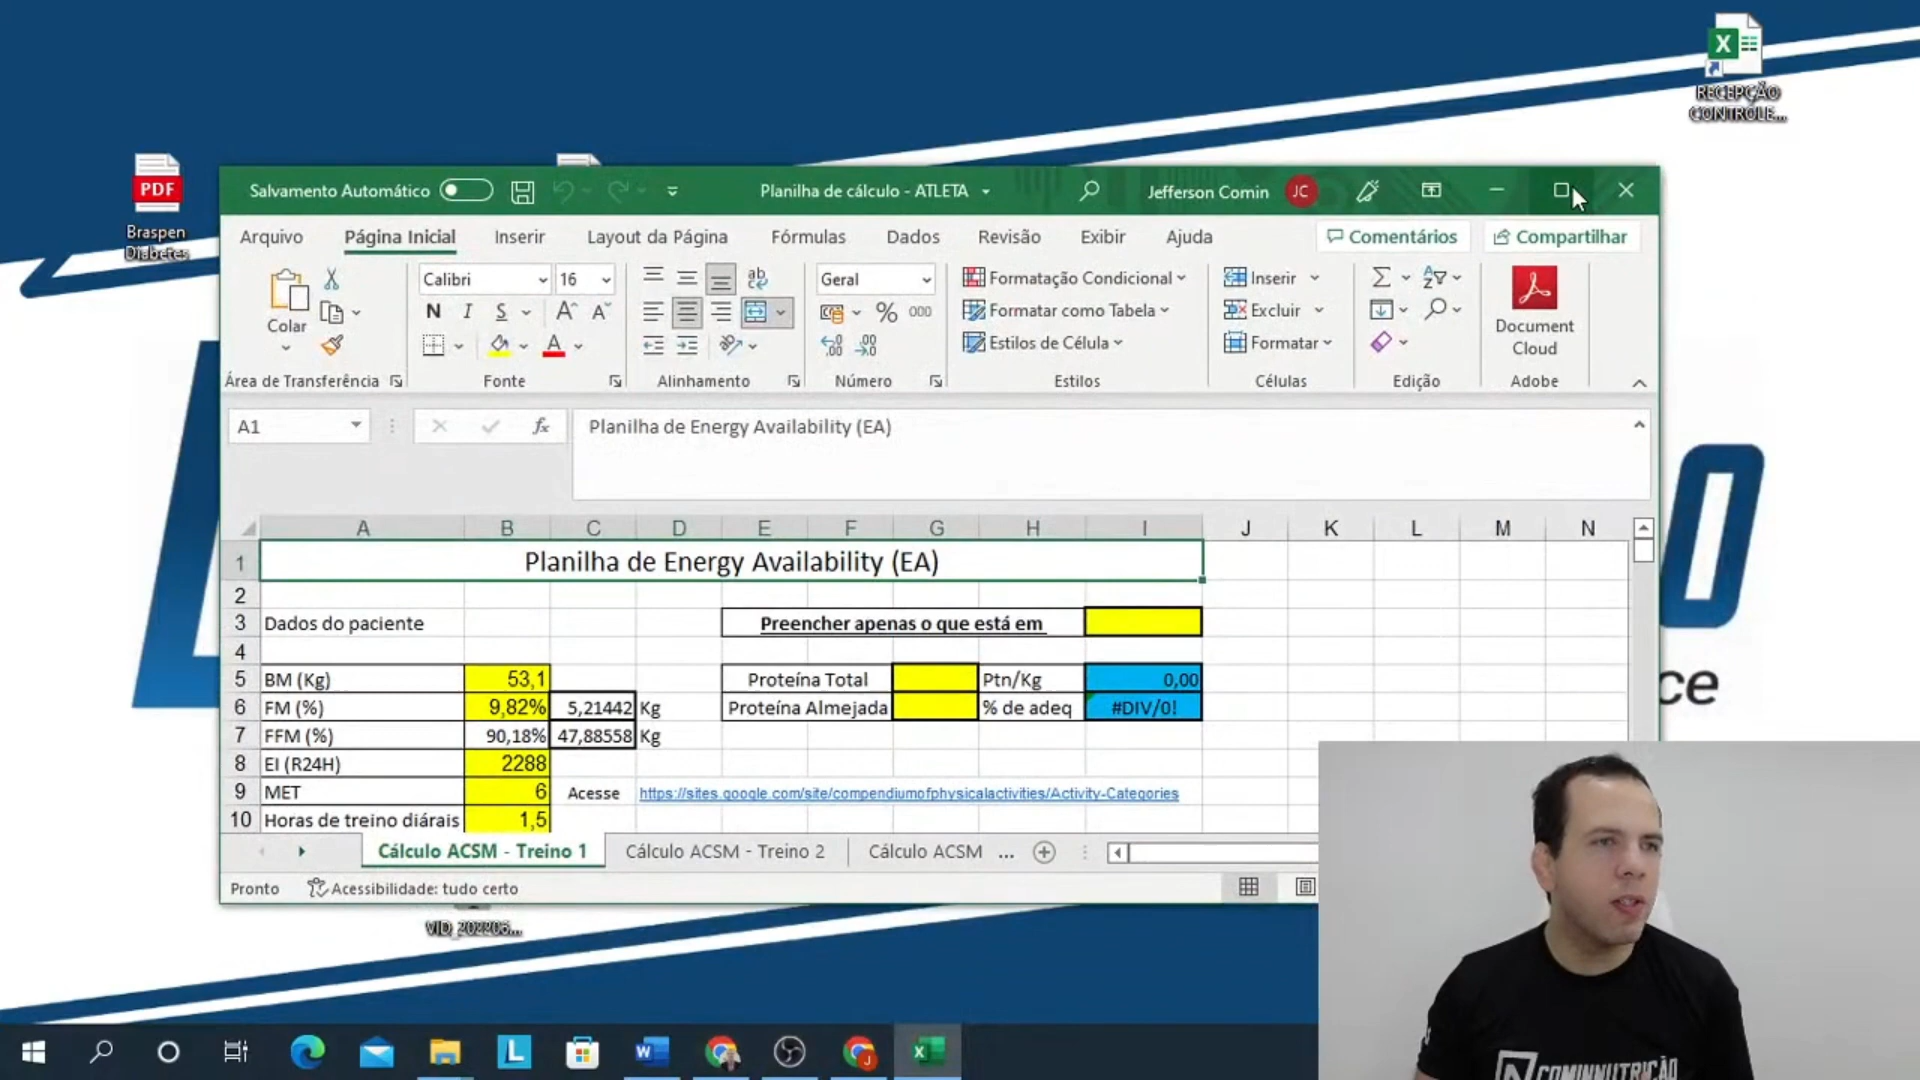 RECEPÇÃO
CONTROLE...
PDF
Braspen
Diabetes
Salvamento Automático
Planilha de cálculo - ATLETA
Jefferson Comin
JC
Arquivo
Página Inicial
Inserir
Layout da Página
Fórmulas
Dados
Revisão
Exibir
Ajuda
Comentários
Compartilhar
Colar
Área de Transferência
Calibri
16
N I S
Fonte
ab
Alinhamento
Geral
% 000
Número
Formatação Condicional
Formatar como Tabela
Estilos de Célula
Estilos
Inserir
Excluir
Formatar
Células
Edição
Document
Cloud
Adobe
A1
fx
Planilha de Energy Availability (EA)
A B C D E F G H I J K L M N
1 Planilha de Energy Availability (EA)
2
3 Dados do paciente Preencher apenas o que está em
4
5 BM (Kg) 53,1 Proteína Total Ptn/Kg 0,00
6 FM (%) 9,82% 5,21442 Kg Proteína Almejada % de adeq #DIV/0!
7 FFM (%) 90,18% 47,88558 Kg
8 EI (R24H) 2288
9 MET 6 Acesse https://sites.google.com/site/compendiumofphysicalactivities/Activity-Categories
10 Horas de treino diárais 1,5
Cálculo ACSM - Treino 1
Cálculo ACSM - Treino 2
Cálculo ACSM ...
Pronto
Acessibilidade: tudo certo
VID_202206...
ce
COMINNUTRIÇÃO